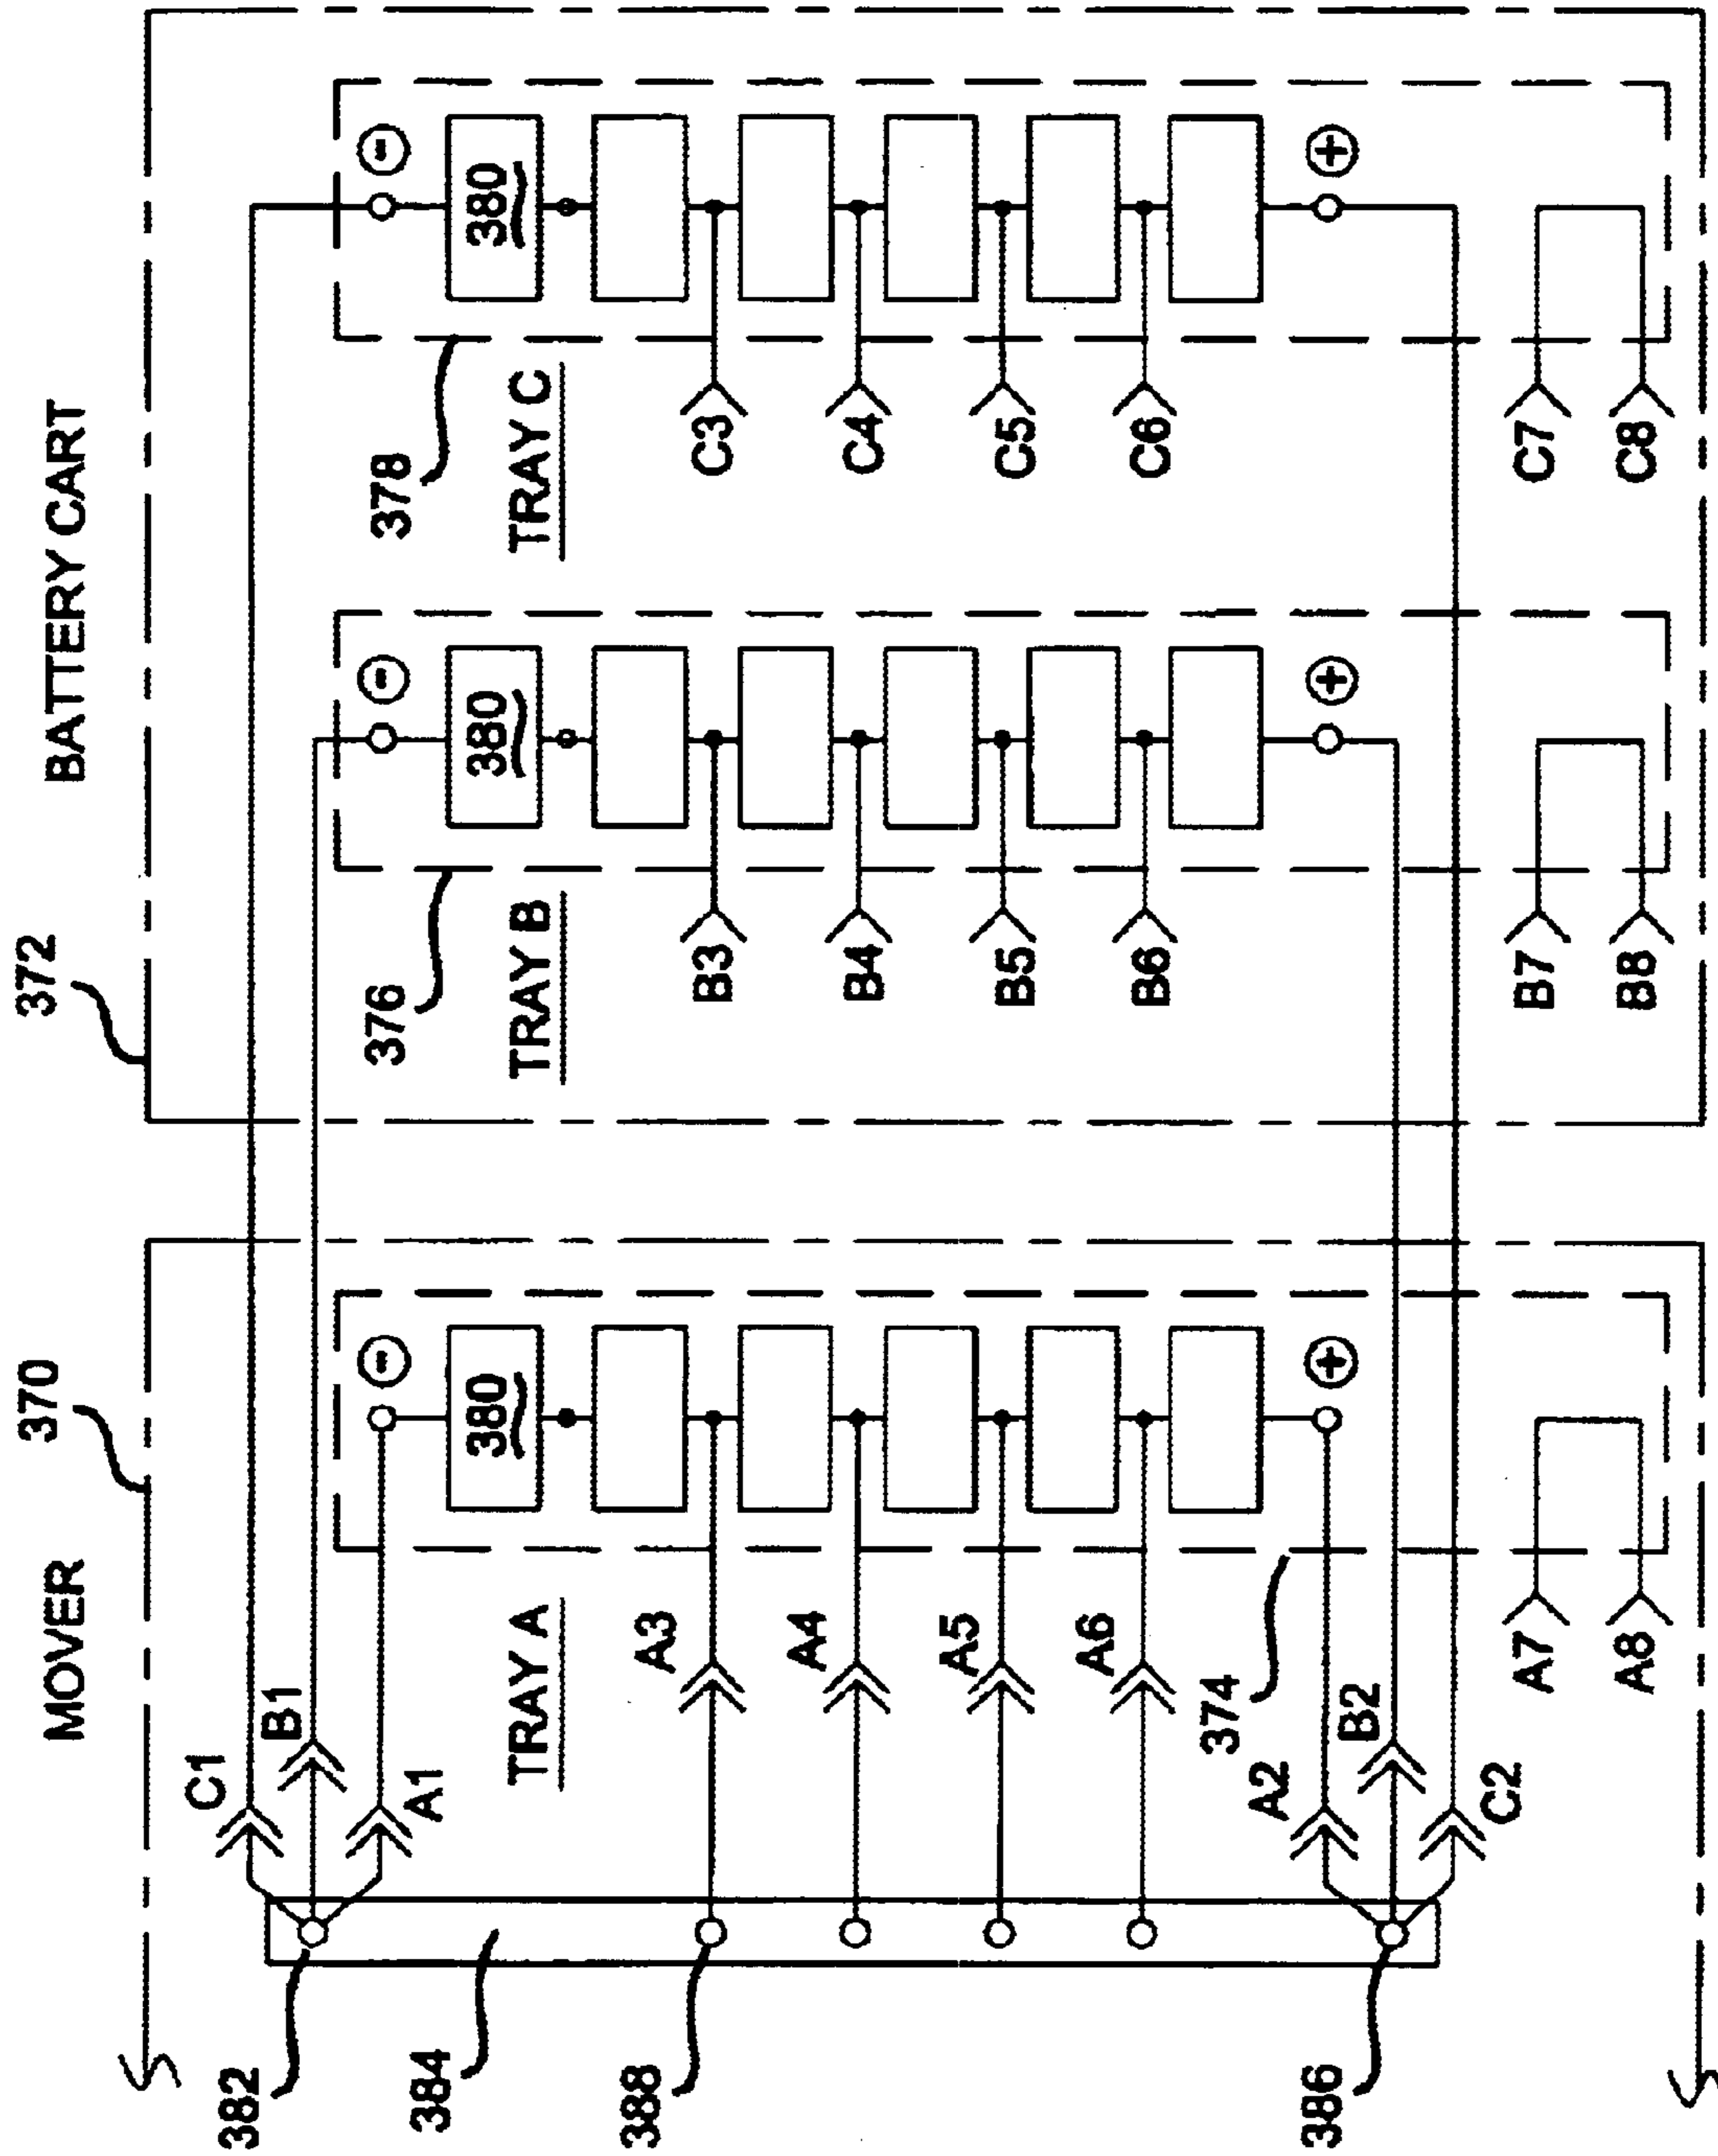 MOVER
BATTERY CART
370
372
C1
B1
A1
382
384
388
386
TRAY A
TRAY B
TRAY C
376
378
374
-
-
-
380
380
380
A3
A4
A5
A6
B3
B4
B5
B6
C3
C4
C5
C6
+
+
+
A2
B2
C2
A7
A8
B7
B8
C7
C8